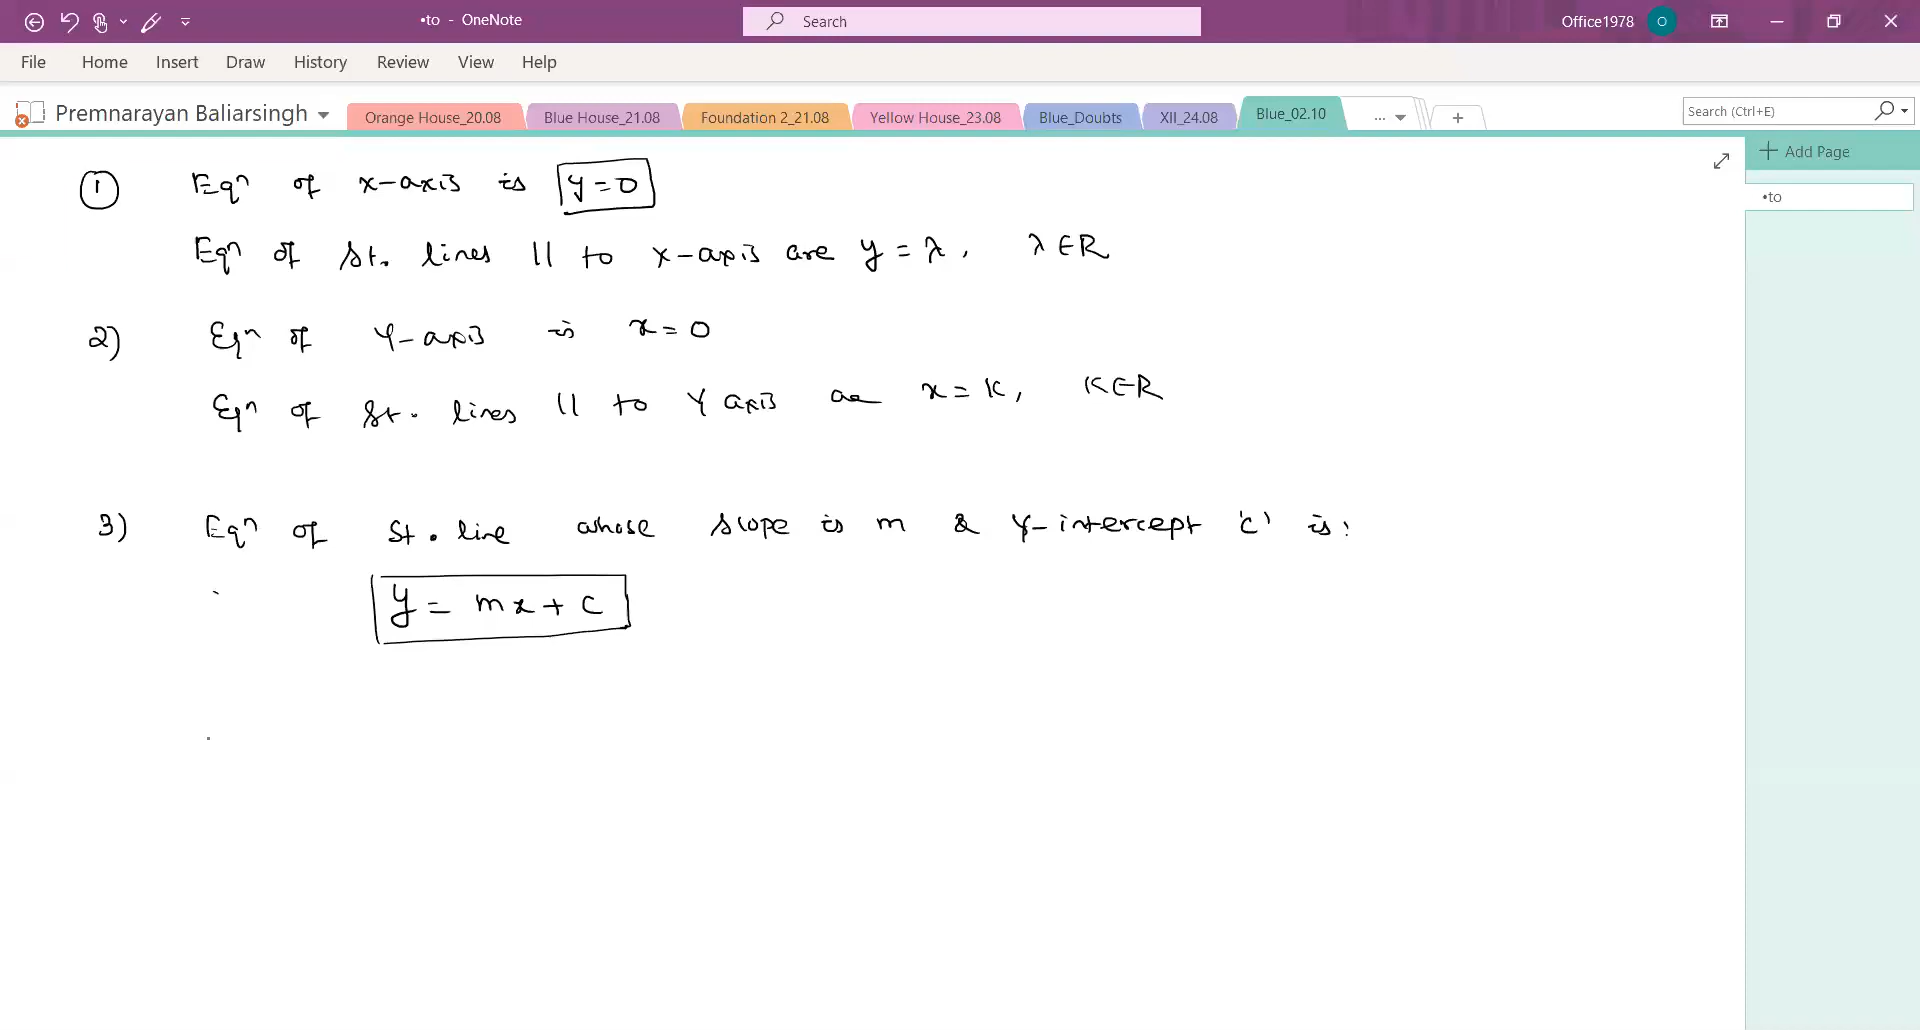 •to - OneNote
Search
Office1978
O
File Home Insert Draw History Review View Help
Premnarayan Baliarsingh
Orange House_20.08 Blue House_21.08 Foundation 2_21.08 Yellow House_23.08 Blue_Doubts XII_24.08 Blue_02.10 ... +
Search (Ctrl+E)
Add Page
•to
① Eqⁿ of x-axis is y=0
Eqⁿ of St. lines || to x-axis are y = λ, λ∈R
2) Eqⁿ of Y-axis is x=0
Eqⁿ of St. lines || to Y axis are x = K, K∈R
3) Eqⁿ of St. line whose slope is m & Y-intercept 'c' is:
y = mx + c